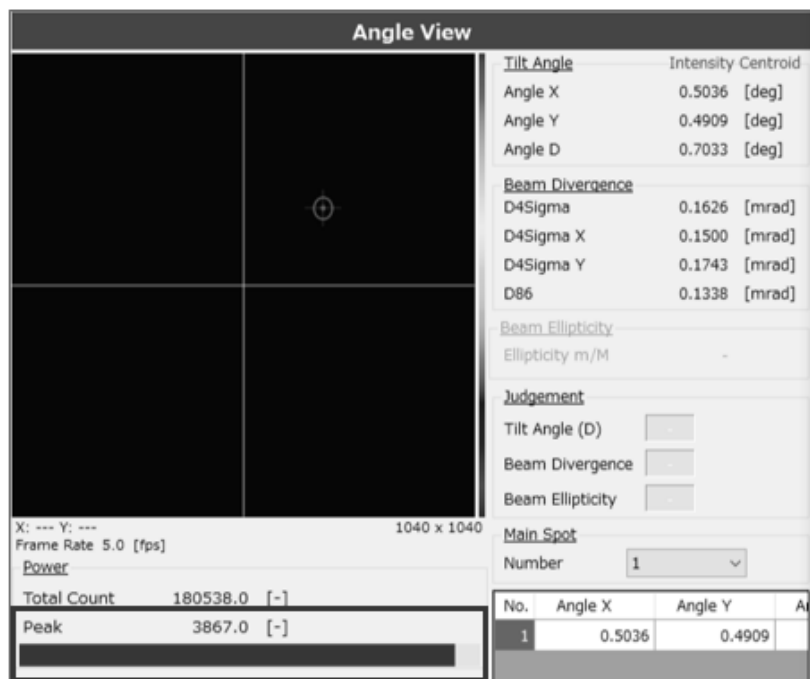 Angle View
Tilt Angle Intensity Centroid
Angle X 0.5036 [deg]
Angle Y 0.4909 [deg]
Angle D 0.7033 [deg]
Beam Divergence
D4Sigma 0.1626 [mrad]
D4Sigma X 0.1500 [mrad]
D4Sigma Y 0.1743 [mrad]
D86 0.1338 [mrad]
Beam Ellipticity
Ellipticity m/M -
Judgement
Tilt Angle (D) -
Beam Divergence -
Beam Ellipticity -
X: --- Y: --- 1040 x 1040
Frame Rate 5.0 [fps]
Main Spot
Number 1
Power
Total Count 180538.0 [-]
Peak 3867.0 [-]
No. Angle X Angle Y
1 0.5036 0.4909